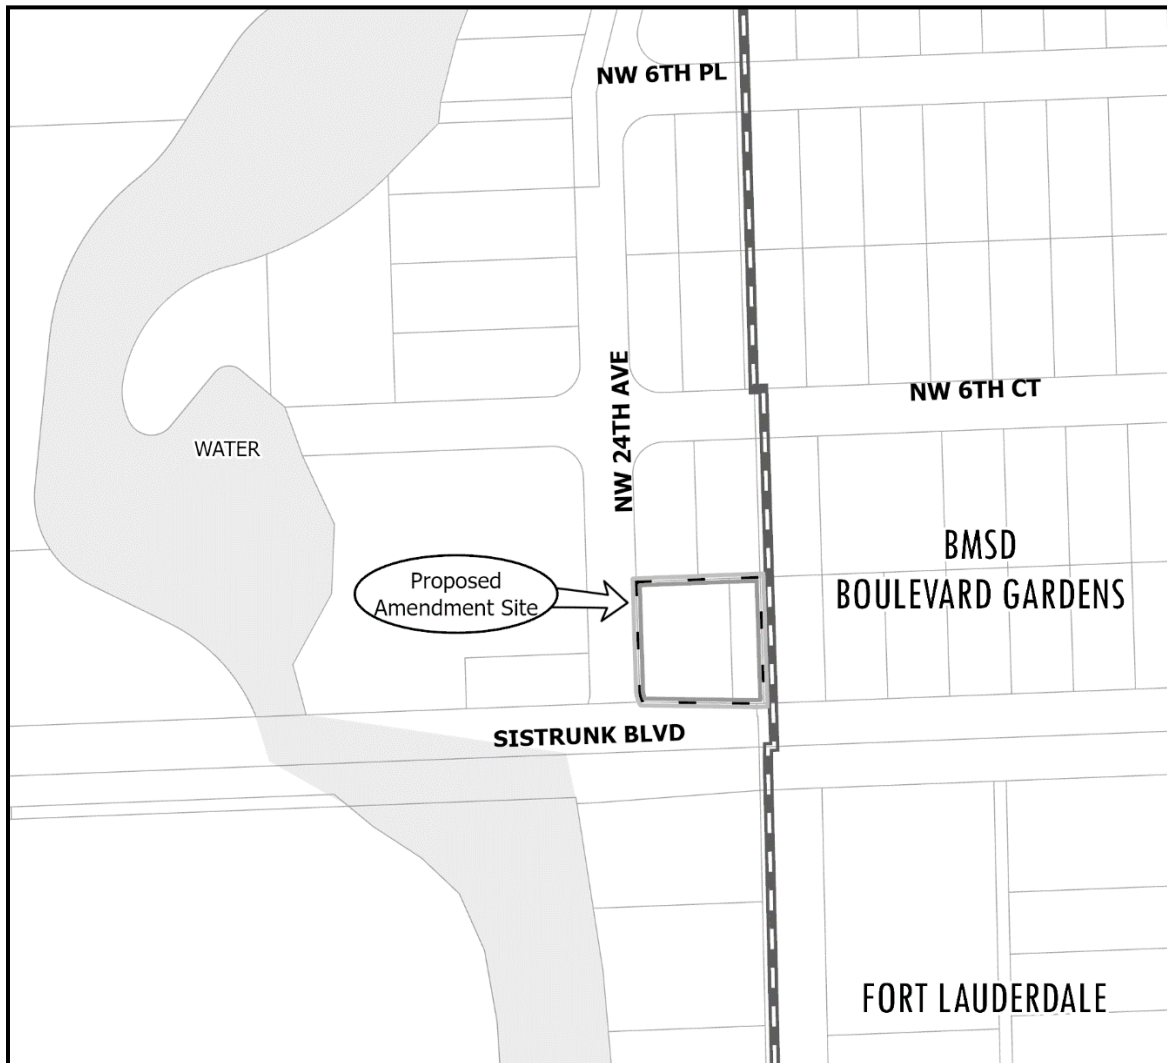 NW 6TH PL
NW 24TH AVE
NW 6TH CT
WATER
BMSD
BOULEVARD GARDENS
Proposed
Amendment Site
SISTRUNK BLVD
FORT LAUDERDALE